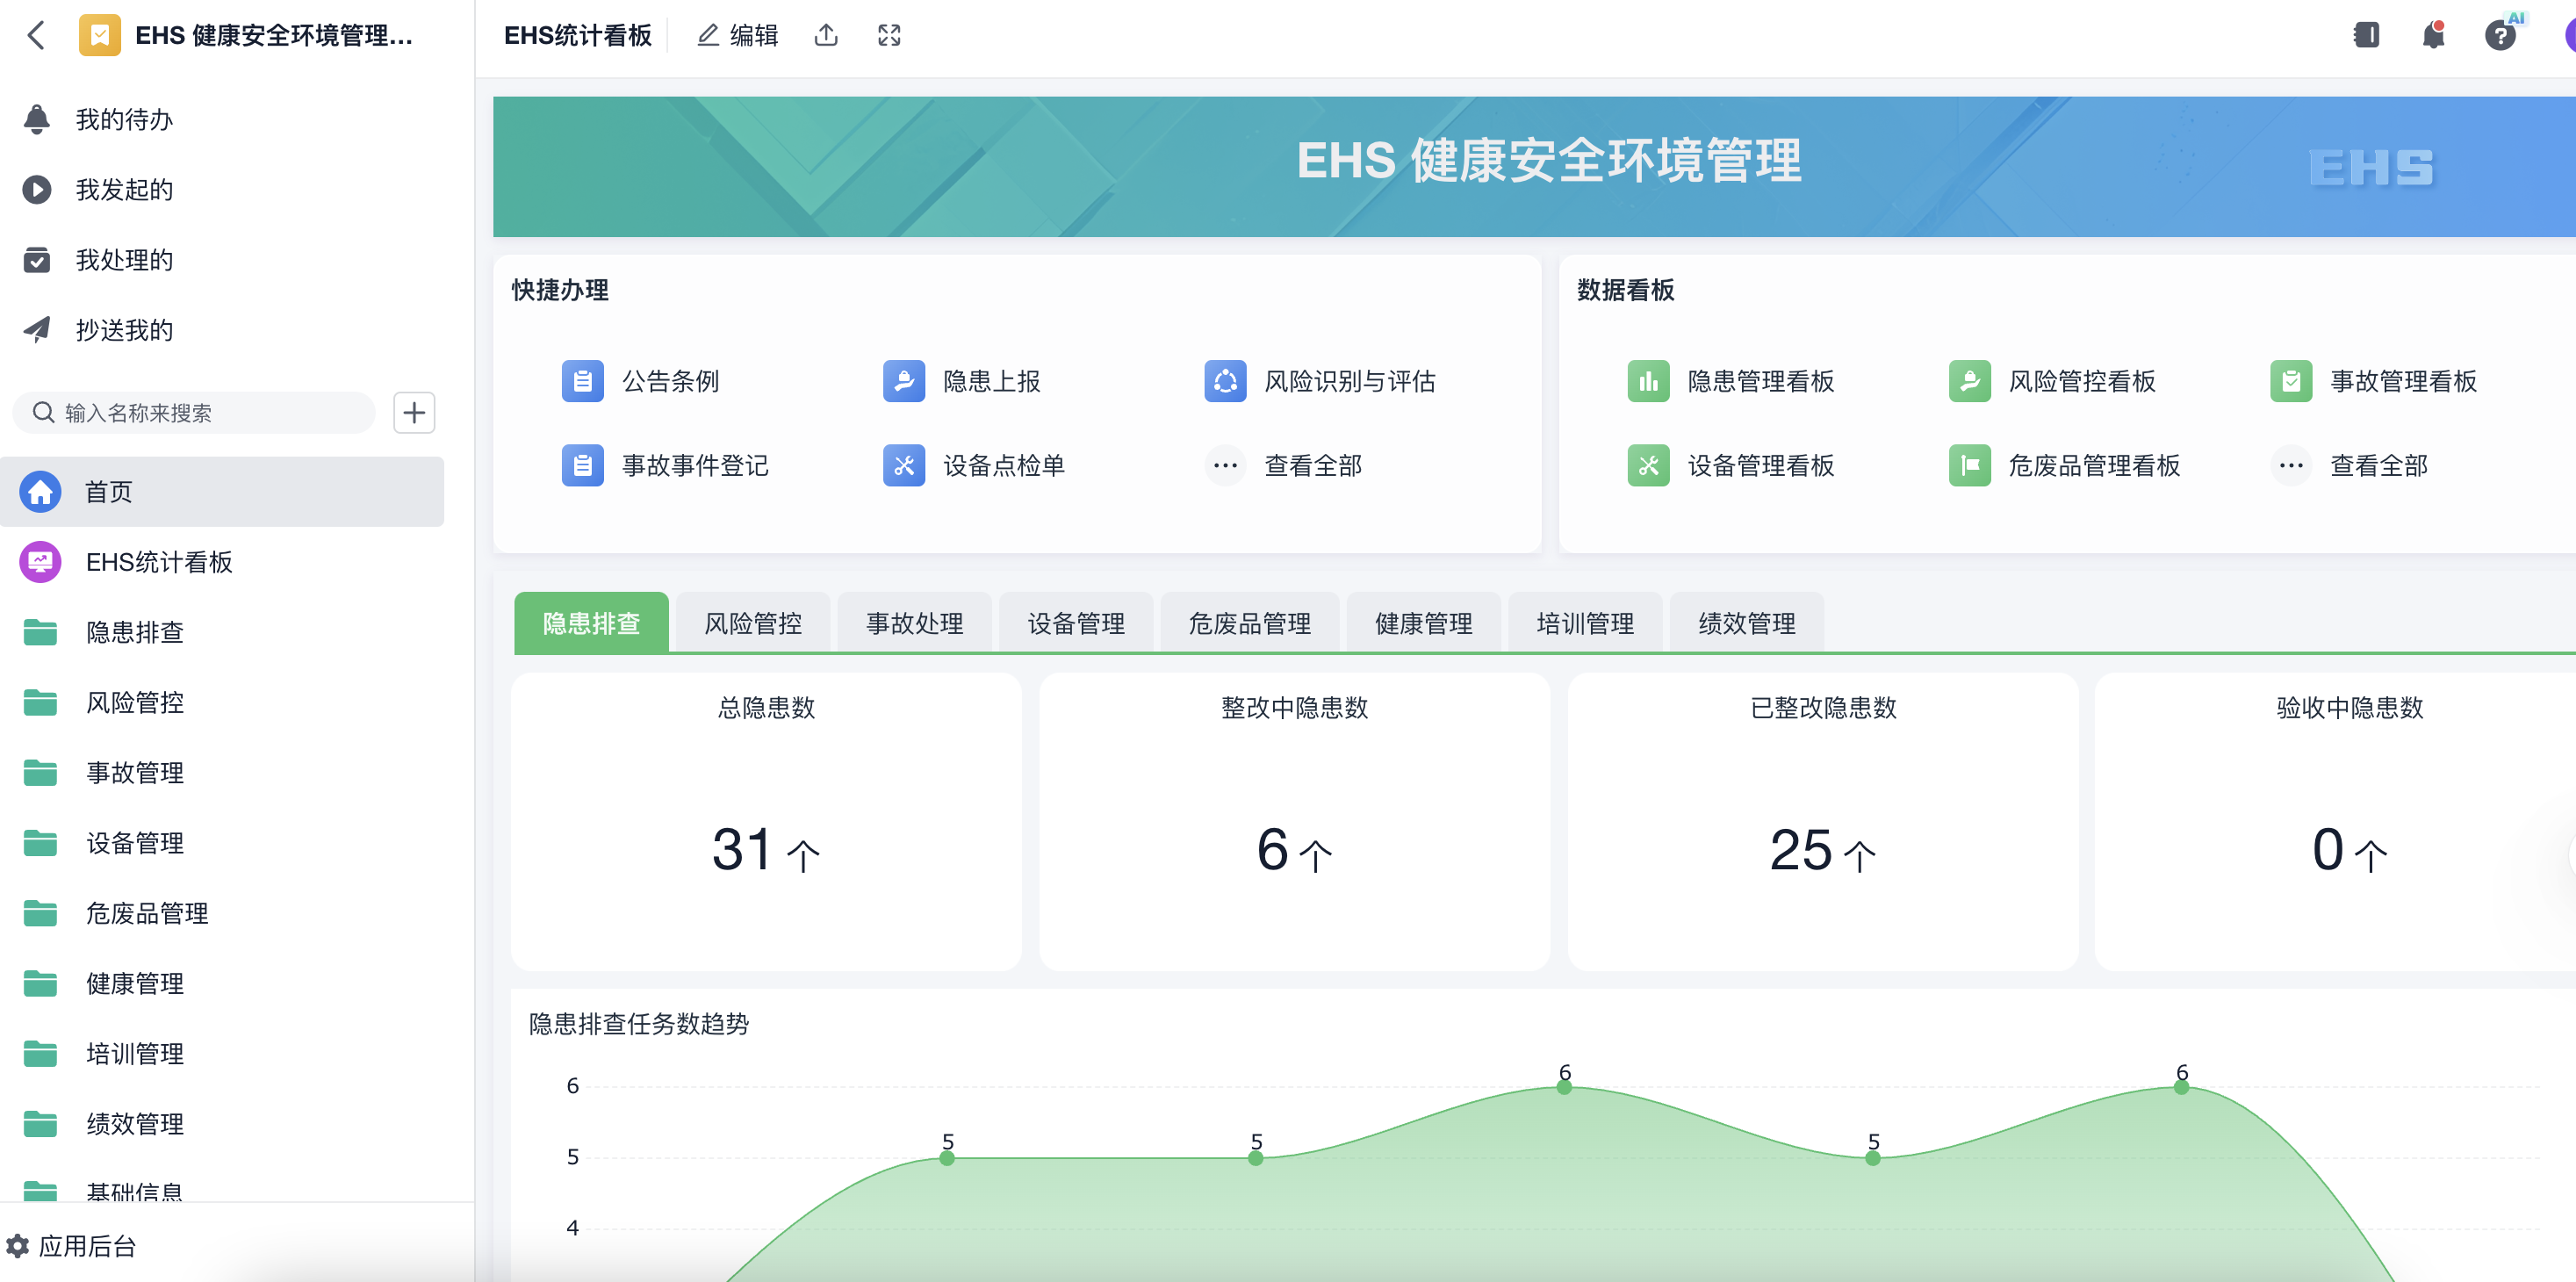 EHS 健康安全环境管理...
EHS统计看板
编辑
AI
我的待办
我发起的
我处理的
抄送我的
输入名称来搜索
首页
EHS统计看板
隐患排查
风险管控
事故管理
设备管理
危废品管理
健康管理
培训管理
绩效管理
基础信息
应用后台
EHS 健康安全环境管理
EHS
快捷办理
公告条例
隐患上报
风险识别与评估
事故事件登记
设备点检单
查看全部
数据看板
隐患管理看板
风险管控看板
事故管理看板
设备管理看板
危废品管理看板
查看全部
隐患排查 风险管控 事故处理 设备管理 危废品管理 健康管理 培训管理 绩效管理
总隐患数
31 个
整改中隐患数
6 个
已整改隐患数
25 个
验收中隐患数
0 个
隐患排查任务数趋势
6
5
4
5
5
6
5
6